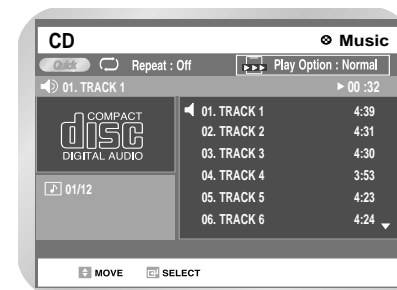 CD
Music
Quick
Repeat : Off
Play Option : Normal
01. TRACK 1
00 :32
COMPACT
disc
DIGITAL AUDIO
01/12
01. TRACK 1 4:39
02. TRACK 2 4:31
03. TRACK 3 4:30
04. TRACK 4 3:53
05. TRACK 5 4:23
06. TRACK 6 4:24
MOVE
SELECT